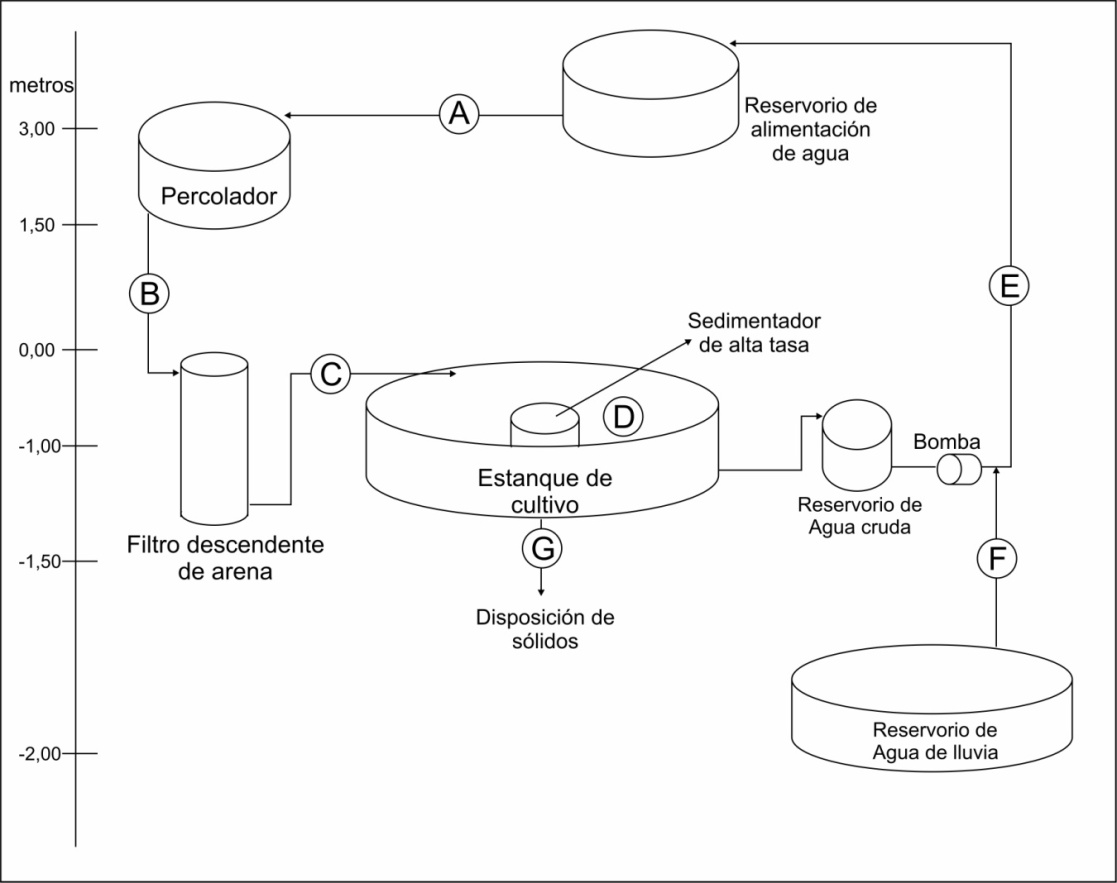 metros
3,00
1,50
0,00
-1,00
-1,50
-2,00
A
Reservorio de
alimentación
de agua
Percolador
B
E
Sedimentador
de alta tasa
C
D
Bomba
Estanque de
cultivo
Reservorio de
Agua cruda
Filtro descendente
de arena
G
F
Disposición de
sólidos
Reservorio de
Agua de lluvia